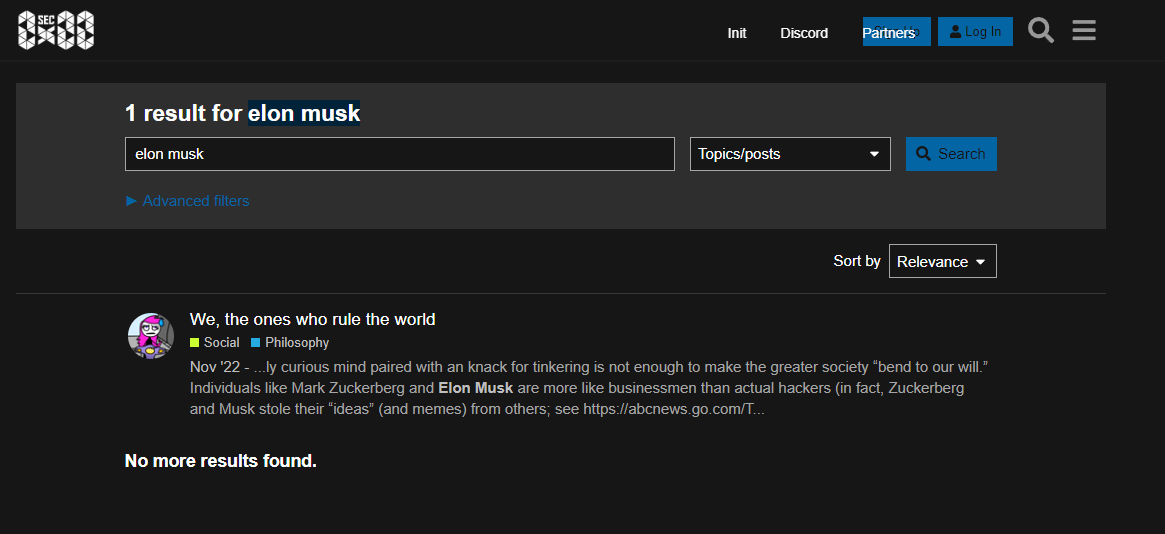 SEC
Init
Discord
Partners
Log In
1 result for elon musk
elon musk
Topics/posts
Search
Advanced filters
Sort by
Relevance
We, the ones who rule the world
Social
Philosophy
Nov '22 - ...ly curious mind paired with an knack for tinkering is not enough to make the greater society “bend to our will.”
Individuals like Mark Zuckerberg and Elon Musk are more like businessmen than actual hackers (in fact, Zuckerberg
and Musk stole their “ideas” (and memes) from others; see https://abcnews.go.com/T...
No more results found.